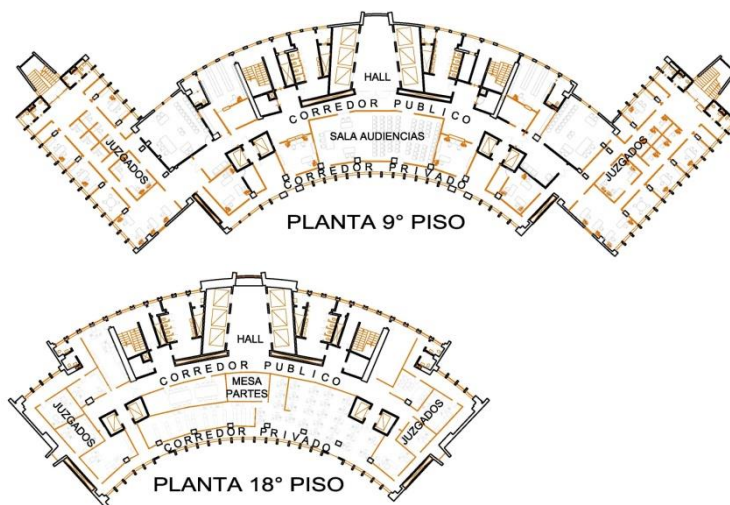 HALL
CORREDOR PUBLICO
SALA AUDIENCIAS
JUZGADOS
JUZGADOS
CORREDOR PRIVADO
PLANTA 9° PISO
HALL
CORREDOR PUBLICO
MESA
PARTES
JUZGADOS
JUZGADOS
CORREDOR PRIVADO
PLANTA 18° PISO